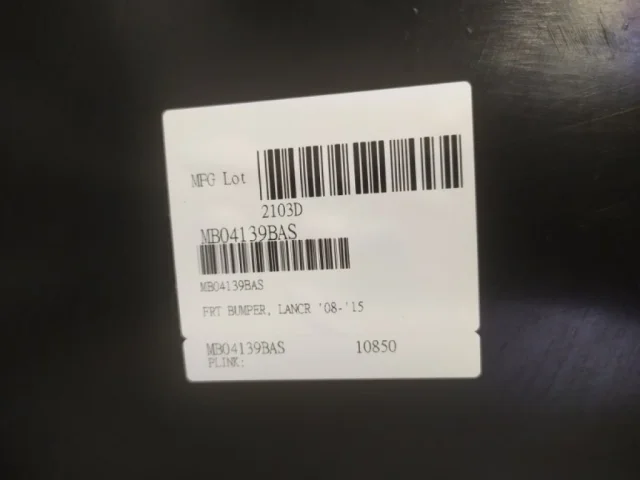 MFG Lot
2103D
MB04139BAS
MB04139BAS
FRT BUMPER, LANCR '08-'15
MB04139BAS 10850
PLINK: